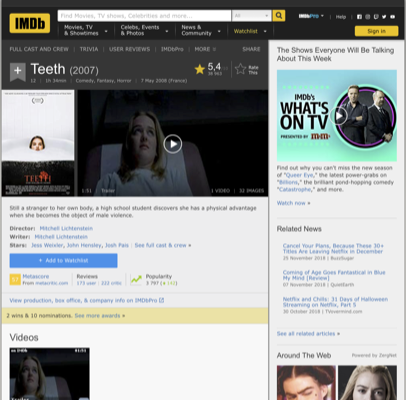 IMDb
Find Movies, TV shows, Celebrities and more...
All
IMDbPro
Help
Movies, TV & Showtimes
Celebs, Events & Photos
News & Community
Watchlist
Sign in
FULL CAST AND CREW | TRIVIA | USER REVIEWS | IMDbPro | MORE
SHARE
Teeth (2007)
5,4
Rate This
12 | 1h 34min | Comedy, Fantasy, Horror | 7 May 2008 (France)
TEETH
1:51 Trailer
1 VIDEO | 32 IMAGES
Still a stranger to her own body, a high school student discovers she has a physical advantage
when she becomes the object of male violence.
Director: Mitchell Lichtenstein
Writer: Mitchell Lichtenstein
Stars: Jess Weixler, John Hensley, Josh Pais | See full cast & crew »
+ Add to Watchlist
57
Metascore
From metacritic.com
Reviews
173 user | 222 critic
Popularity
View production, box office, & company info on IMDbPro
2 wins & 10 nominations. See more awards »
Videos
The Shows Everyone Will Be Talking
About This Week
IMDb's
WHAT'S
ON TV
PRESENTED BY
Find out why you can't miss the new season
of "Queer Eye," the latest power-grabs on
"Billions," the brilliant pond-hopping comedy
"Catastrophe," and more.
Watch now »
Related News
Cancel Your Plans, Because These 30+
Titles Are Leaving Netflix in December
25 November 2018 | BuzzSugar
Coming of Age Goes Fantastical in Blue
My Mind [Review]
07 November 2018 | QuietEarth
Netflix and Chills: 31 Days of Halloween
Streaming on Netflix, Part 5
30 October 2018 | TVovermind.com
See all related articles »
Around The Web
Powered by ZergNet